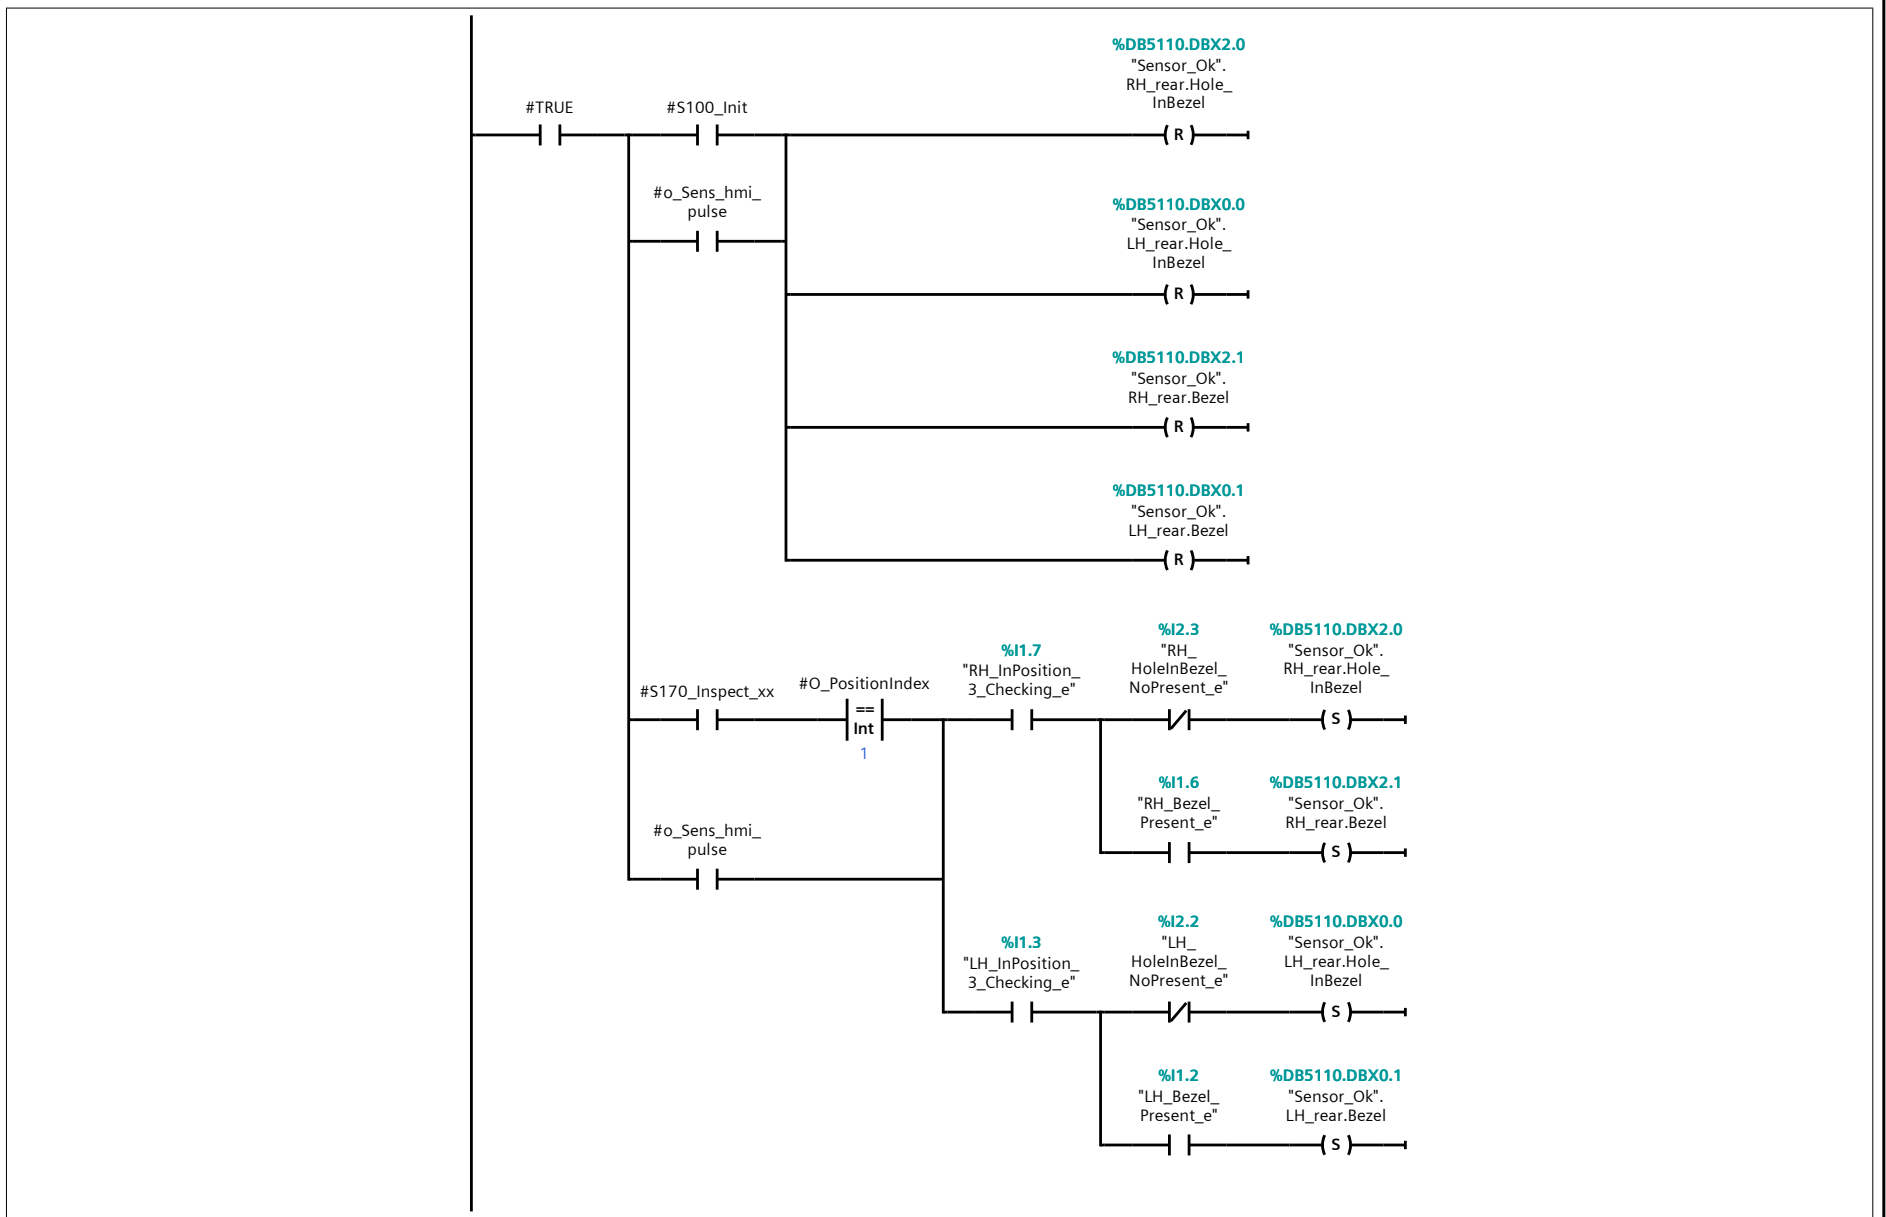 %DB5110.DBX2.0
"Sensor_Ok".
RH_rear.Hole_
InBezel
#TRUE
#S100_Init
( R )
#o_Sens_hmi_
pulse
%DB5110.DBX0.0
"Sensor_Ok".
LH_rear.Hole_
InBezel
( R )
%DB5110.DBX2.1
"Sensor_Ok".
RH_rear.Bezel
( R )
%DB5110.DBX0.1
"Sensor_Ok".
LH_rear.Bezel
( R )
#S170_Inspect_xx
#O_PositionIndex
==
Int
1
%I1.7
"RH_InPosition_
3_Checking_e"
%I2.3
"RH_
HoleInBezel_
NoPresent_e"
%DB5110.DBX2.0
"Sensor_Ok".
RH_rear.Hole_
InBezel
( S )
%I1.6
"RH_Bezel_
Present_e"
%DB5110.DBX2.1
"Sensor_Ok".
RH_rear.Bezel
( S )
#o_Sens_hmi_
pulse
%I1.3
"LH_InPosition_
3_Checking_e"
%I2.2
"LH_
HoleInBezel_
NoPresent_e"
%DB5110.DBX0.0
"Sensor_Ok".
LH_rear.Hole_
InBezel
( S )
%I1.2
"LH_Bezel_
Present_e"
%DB5110.DBX0.1
"Sensor_Ok".
LH_rear.Bezel
( S )